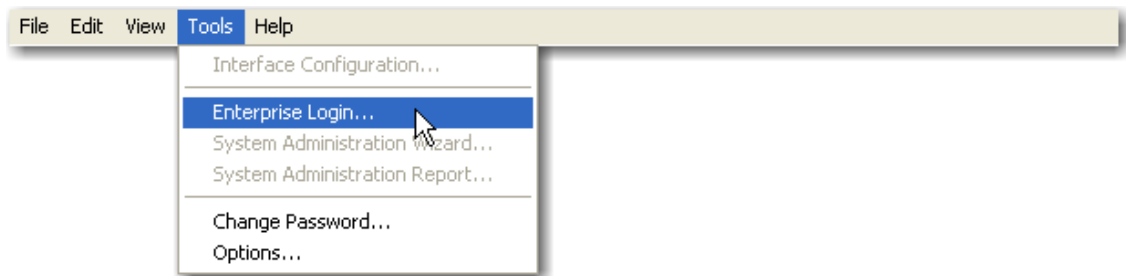 File Edit View Tools Help
Interface Configuration...
Enterprise Login...
System Administration Wizard...
System Administration Report...
Change Password...
Options...